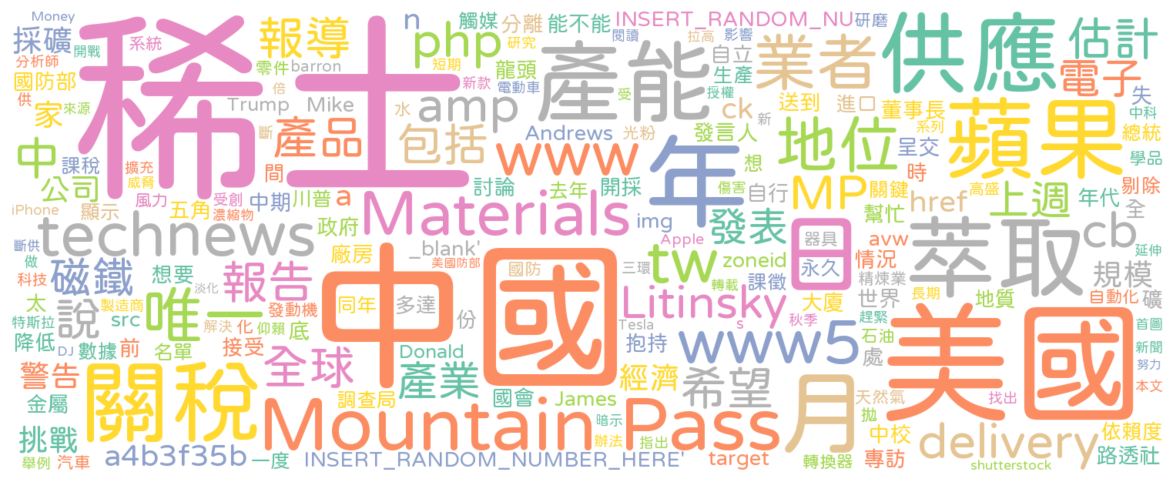 Money
開戰
系統
報導
n
觸媒
分離
能不能
INSERT_RANDOM_NU
研磨
採礦
稀土
php
產能
業者
供應
估計
分析師
barron
零件
龍頭
自立
拉高
影響
閱讀
國防部
短期
研究
新款
電動車
生產
電子
供
來源
家
倍
Trump
Mike
水
amp
受
授權
ck
送到
進口
董事長
失
中科
斷
產品
包括
Andrews
光粉
發言人
新
系列
總統
中
課稅
間
www
年
想
地位
呈交
時
蘋果
學品
擴充
威脅
公司
風力
受創
中期
川普
a
討論
去年
開採
傷害
自行
MP
關鍵
高盛
上週
年代
剔除
iPhone
顯示
五角
濃縮物
政府
Materials
img
發表
日
器具
幫忙
href
全
technews
_blank'
Apple
tw
永久
avw
萃取
cb
斷供
做
廠房
美國防部
國防
三環
zoneid
情況
精煉業
延伸
科技
磁鐵
想要
報告
中國
轉載
課徵
規模
太
製造商
淡化
發動機
同年
多達
Litinsky
大廈
世界
長期
地質
自動化
礦
特斯拉
src
說
唯一
解決
化
仰賴
底
份
Tesla
s
秋季
石油
趕緊
美國
首圖
降低
DJ
數據
前
名單
接受
Donald
抱持
www5
處
新聞
努力
警告
關稅
全球
產業
國會
經濟
希望
月
天然氣
找出
本文
金屬
調查局
James
暗示
拋
依賴度
挑戰
Mountain
Pass
中校
delivery
舉例
汽車
a4b3f35b
一度
INSERT_RANDOM_NUMBER_HERE'
辦法
指出
target
轉換器
專訪
shutterstock
路透社